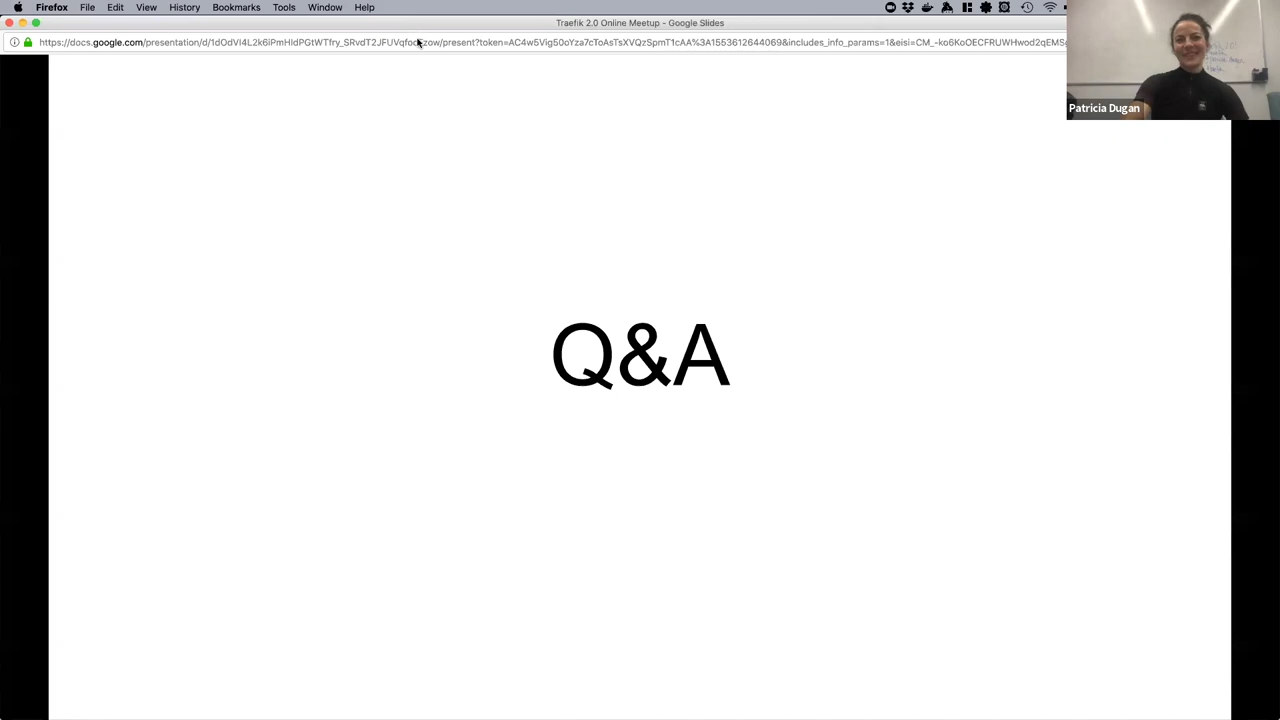 Firefox File Edit View History Bookmarks Tools Window Help
Traefik 2.0 Online Meetup - Google Slides
Patricia Dugan
Q&A